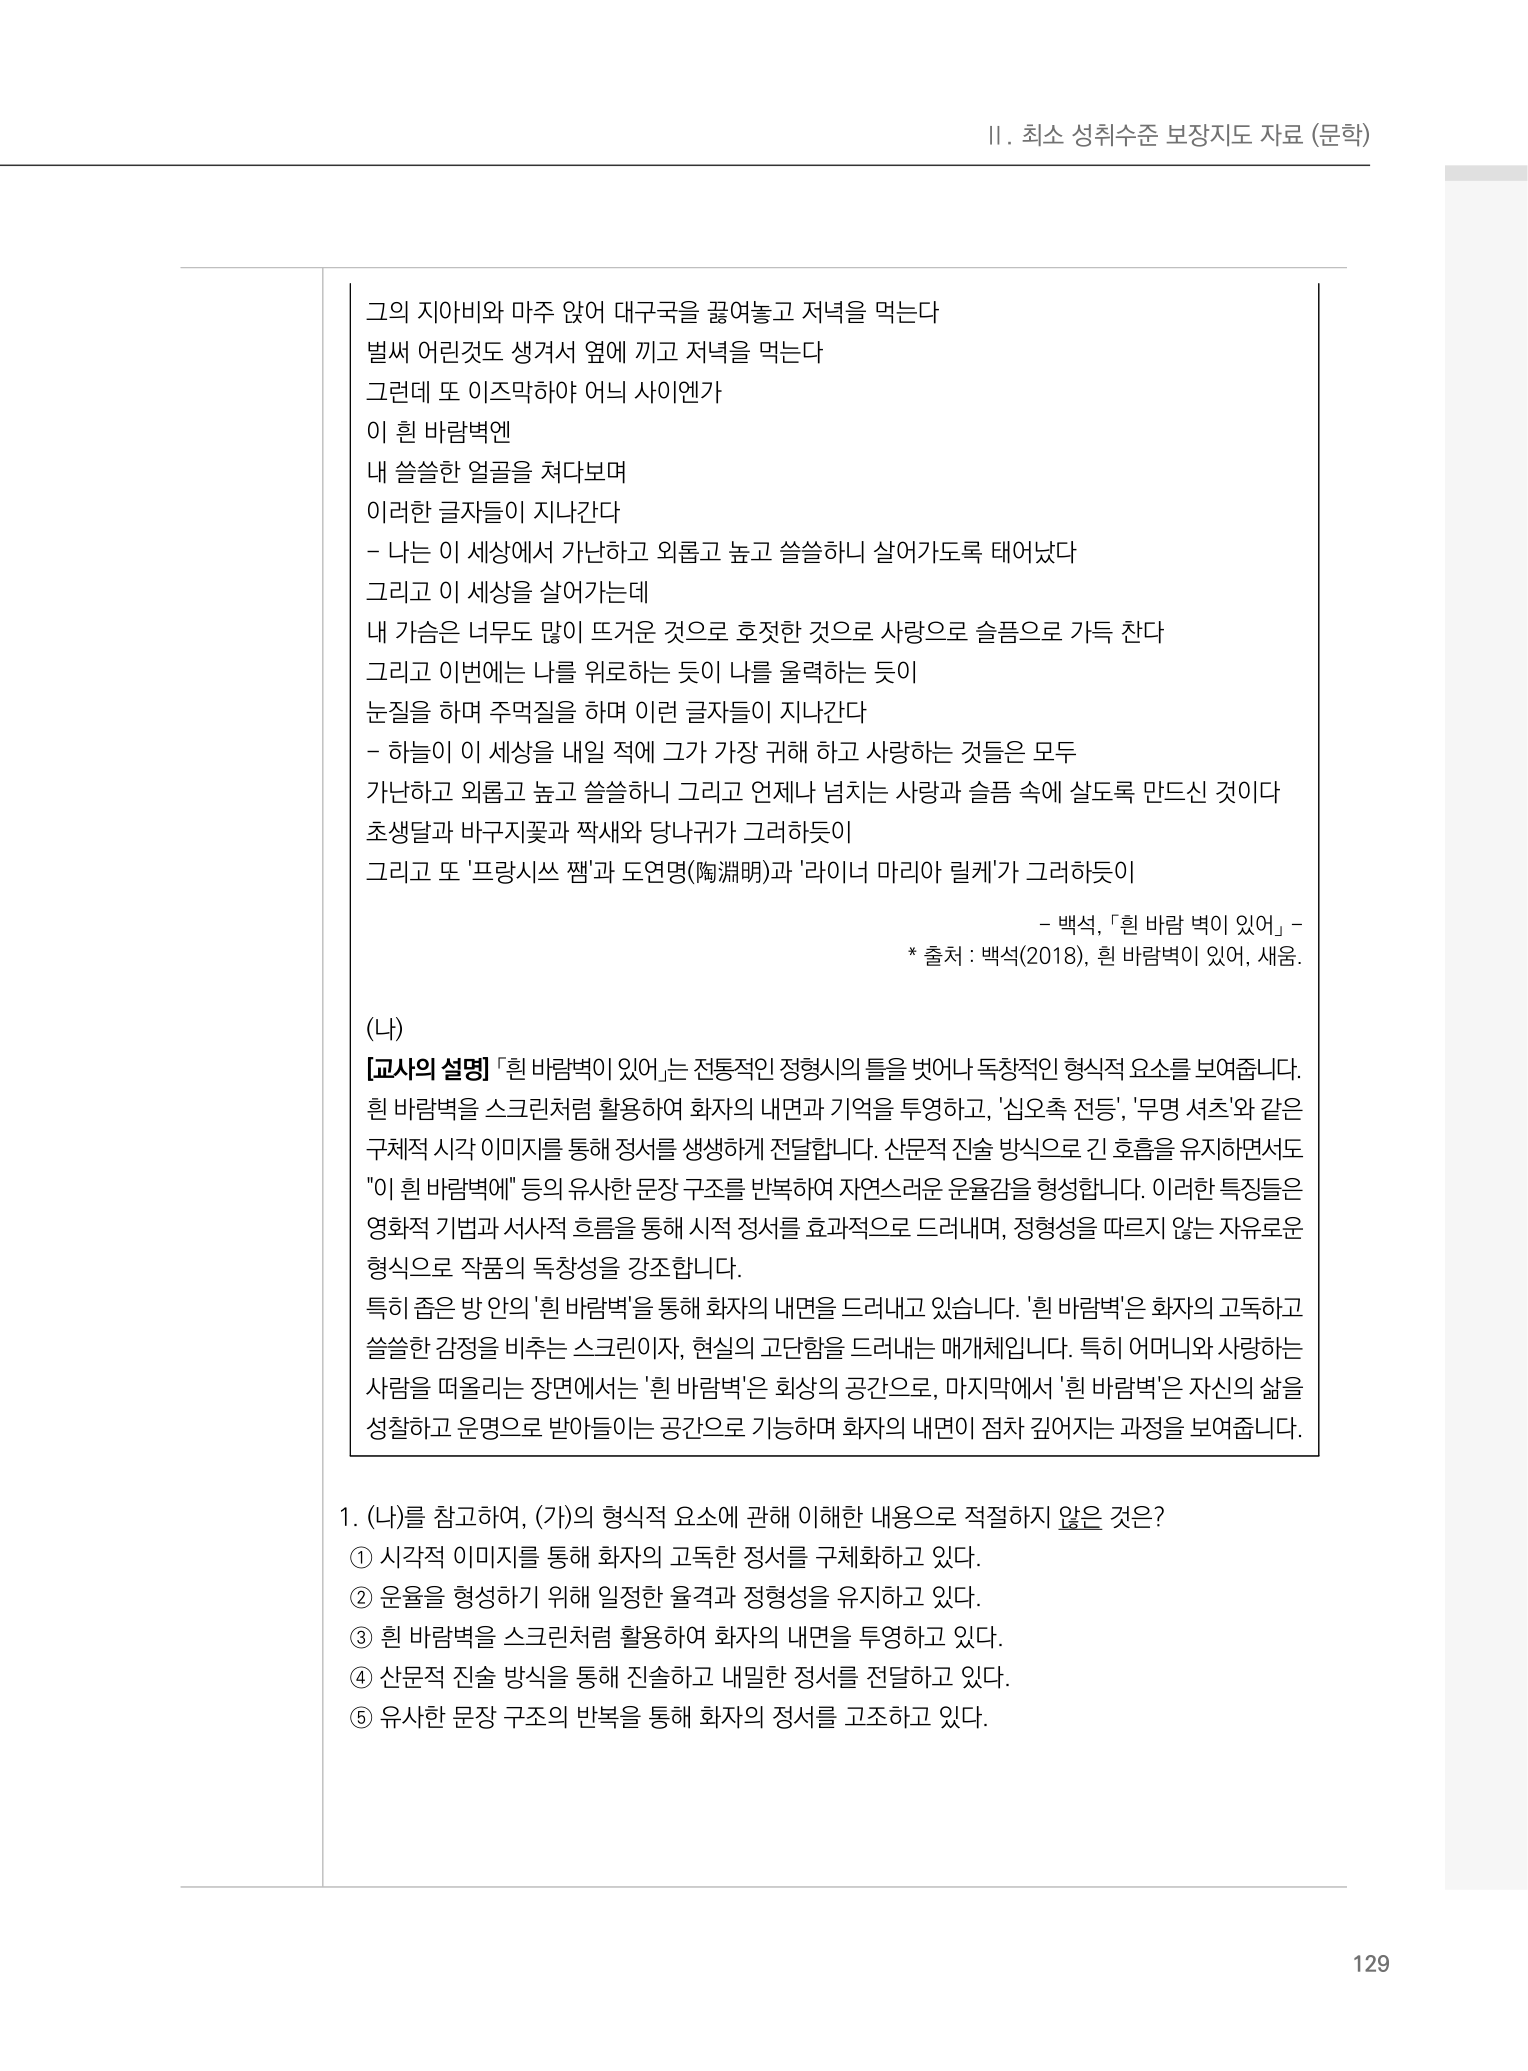 Ⅱ. 최소 성취수준 보장지도 자료 (문학)
그의 지아비와 마주 앉어 대구국을 끓여놓고 저녁을 먹는다
벌써 어린것도 생겨서 옆에 끼고 저녁을 먹는다
그런데 또 이즈막하야 어늬 사이엔가
이 흰 바람벽엔
내 쓸쓸한 얼골을 쳐다보며
이러한 글자들이 지나간다
– 나는 이 세상에서 가난하고 외롭고 높고 쓸쓸하니 살어가도록 태어났다
그리고 이 세상을 살어가는데
내 가슴은 너무도 많이 뜨거운 것으로 호젓한 것으로 사랑으로 슬픔으로 가득 찬다
그리고 이번에는 나를 위로하는 듯이 나를 울력하는 듯이
눈질을 하며 주먹질을 하며 이런 글자들이 지나간다
– 하늘이 이 세상을 내일 적에 그가 가장 귀해 하고 사랑하는 것들은 모두
가난하고 외롭고 높고 쓸쓸하니 그리고 언제나 넘치는 사랑과 슬픔 속에 살도록 만드신 것이다
초생달과 바구지꽃과 짝새와 당나귀가 그러하듯이
그리고 또 '프랑시쓰 쨈'과 도연명(陶淵明)과 '라이너 마리아 릴케'가 그러하듯이
– 백석, 「흰 바람 벽이 있어」 –
* 출처 : 백석(2018), 흰 바람벽이 있어, 새움.
(나)
[교사의 설명] 「흰 바람벽이 있어」는 전통적인 정형시의 틀을 벗어나 독창적인 형식적 요소를 보여줍니다.
흰 바람벽을 스크린처럼 활용하여 화자의 내면과 기억을 투영하고, '십오촉 전등', '무명 셔츠'와 같은
구체적 시각 이미지를 통해 정서를 생생하게 전달합니다. 산문적 진술 방식으로 긴 호흡을 유지하면서도
"이 흰 바람벽에" 등의 유사한 문장 구조를 반복하여 자연스러운 운율감을 형성합니다. 이러한 특징들은
영화적 기법과 서사적 흐름을 통해 시적 정서를 효과적으로 드러내며, 정형성을 따르지 않는 자유로운
형식으로 작품의 독창성을 강조합니다.
특히 좁은 방 안의 '흰 바람벽'을 통해 화자의 내면을 드러내고 있습니다. '흰 바람벽'은 화자의 고독하고
쓸쓸한 감정을 비추는 스크린이자, 현실의 고단함을 드러내는 매개체입니다. 특히 어머니와 사랑하는
사람을 떠올리는 장면에서는 '흰 바람벽'은 회상의 공간으로, 마지막에서 '흰 바람벽'은 자신의 삶을
성찰하고 운명으로 받아들이는 공간으로 기능하며 화자의 내면이 점차 깊어지는 과정을 보여줍니다.
1. (나)를 참고하여, (가)의 형식적 요소에 관해 이해한 내용으로 적절하지 않은 것은?
① 시각적 이미지를 통해 화자의 고독한 정서를 구체화하고 있다.
② 운율을 형성하기 위해 일정한 율격과 정형성을 유지하고 있다.
③ 흰 바람벽을 스크린처럼 활용하여 화자의 내면을 투영하고 있다.
④ 산문적 진술 방식을 통해 진솔하고 내밀한 정서를 전달하고 있다.
⑤ 유사한 문장 구조의 반복을 통해 화자의 정서를 고조하고 있다.
129